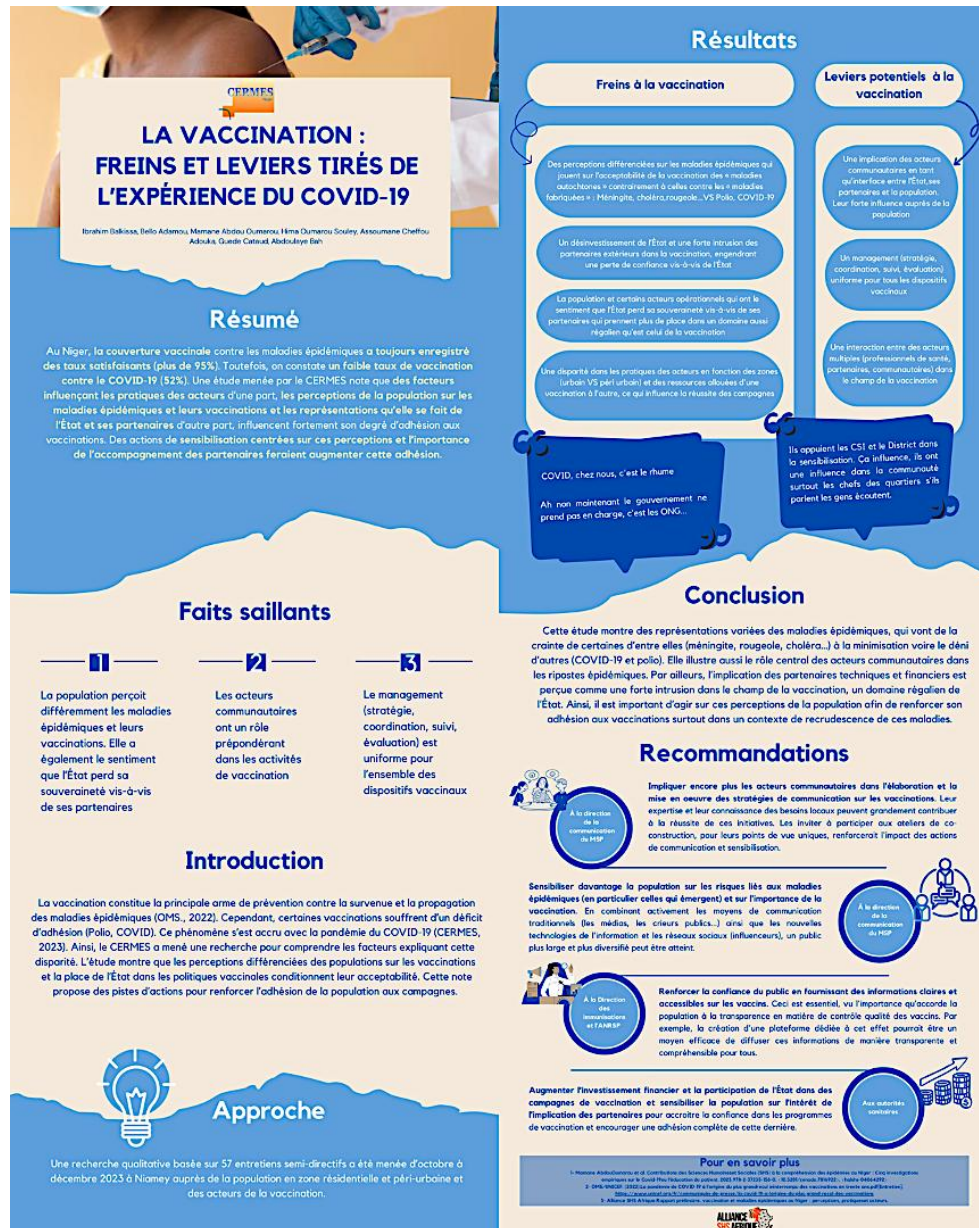 CERMES
LA VACCINATION :
FREINS ET LEVIERS TIRÉS DE
L'EXPÉRIENCE DU COVID-19
Ibrahim Balkissa, Bello Adamou, Mamane Abdou Oumarou, Hima Oumarou Souley, Assoumane Cheffou
Adouka, Guede Cataud, Abdoulaye Bah
Résumé
Au Niger, la couverture vaccinale contre les maladies épidémiques a toujours enregistré
des taux satisfaisants (plus de 95%). Toutefois, on constate un faible taux de vaccination
contre le COVID-19 (52%). Une étude menée par le CERMES note que des facteurs
influençant les pratiques des acteurs d'une part, les perceptions de la population sur les
maladies épidémiques et leurs vaccinations et les représentations qu'elle se fait de
l'État et ses partenaires d'autre part, influencent fortement son degré d'adhésion aux
vaccinations. Des actions de sensibilisation centrées sur ces perceptions et l'importance
de l'accompagnement des partenaires feraient augmenter cette adhésion.
Faits saillants
1
La population perçoit
différemment les maladies
épidémiques et leurs
vaccinations. Elle a
également le sentiment
que l'État perd sa
souveraineté vis-à-vis
de ses partenaires
2
Les acteurs
communautaires
ont un rôle
prépondérant
dans les activités
de vaccination
3
Le management
(stratégie,
coordination, suivi,
évaluation) est
uniforme pour
l'ensemble des
dispositifs vaccinaux
Introduction
La vaccination constitue la principale arme de prévention contre la survenue et la propagation
des maladies épidémiques (OMS., 2022). Cependant, certaines vaccinations souffrent d'un déficit
d'adhésion (Polio, COVID). Ce phénomène s'est accru avec la pandémie du COVID-19 (CERMES,
2023). Ainsi, le CERMES a mené une recherche pour comprendre les facteurs expliquant cette
disparité. L'étude montre que les perceptions différenciées des populations sur les vaccinations
et la place de l'État dans les politiques vaccinales conditionnent leur acceptabilité. Cette note
propose des pistes d'actions pour renforcer l'adhésion de la population aux campagnes.
Approche
Une recherche qualitative basée sur 57 entretiens semi-directifs a été menée d'octobre à
décembre 2023 à Niamey auprès de la population en zone résidentielle et péri-urbaine et
des acteurs de la vaccination.
Résultats
Freins à la vaccination
Des perceptions différenciées sur les maladies épidémiques qui
jouent sur l'acceptabilité de la vaccination des « maladies
autochtones » contrairement à celles contre les « maladies
fabriquées » : Méningite, choléra,rougeole...VS Polio, COVID-19
Un désinvestissement de l'État et une forte intrusion des
partenaires extérieurs dans la vaccination, engendrant
une perte de confiance vis-à-vis de l'État
La population et certains acteurs opérationnels qui ont le
sentiment que l'État perd sa souveraineté vis-à-vis de ses
partenaires qui prennent plus de place dans un domaine aussi
régalien qu'est celui de la vaccination
Une disparité dans les pratiques des acteurs en fonction des zones
(urbain VS péri urbain) et des ressources allouées d'une
vaccination à l'autre, ce qui influence la réussite des campagnes
Leviers potentiels à la
vaccination
Une implication des acteurs
communautaires en tant
qu'interface entre l'État,ses
partenaires et la population.
Leur forte influence auprès de la
population
Un management (stratégie,
coordination, suivi, évaluation)
uniforme pour tous les dispositifs
vaccinaux
Une interaction entre des acteurs
multiples (professionnels de santé,
partenaires, communautaires) dans
le champ de la vaccination
COVID, chez nous, c'est le rhume
Ah non maintenant le gouvernement ne
prend pas en charge, c'est les ONG...
Ils appuient les CSI et le District dans
la sensibilisation. Ça influence, ils ont
une influence dans la communauté
surtout les chefs des quartiers s'ils
parlent les gens écoutent.
Conclusion
Cette étude montre des représentations variées des maladies épidémiques, qui vont de la
crainte de certaines d'entre elles (méningite, rougeole, choléra...) à la minimisation voire le déni
d'autres (COVID-19 et polio). Elle illustre aussi le rôle central des acteurs communautaires dans
les ripostes épidémiques. Par ailleurs, l'implication des partenaires techniques et financiers est
perçue comme une forte intrusion dans le champ de la vaccination, un domaine régalien de
l'État. Ainsi, il est important d'agir sur ces perceptions de la population afin de renforcer son
adhésion aux vaccinations surtout dans un contexte de recrudescence de ces maladies.
Recommandations
À la direction
de la
communication
du MSP
Impliquer encore plus les acteurs communautaires dans l'élaboration et la
mise en oeuvre des stratégies de communication sur les vaccinations. Leur
expertise et leur connaissance des besoins locaux peuvent grandement contribuer
à la réussite de ces initiatives. Les inviter à participer aux ateliers de co-
construction, pour leurs points de vue uniques, renforcerait l'impact des actions
de communication et sensibilisation.
Sensibiliser davantage la population sur les risques liés aux maladies
épidémiques (en particulier celles qui émergent) et sur l'importance de la
vaccination. En combinant activement les moyens de communication
traditionnels (les médias, les crieurs publics...) ainsi que les nouvelles
technologies de l'information et les réseaux sociaux (influenceurs), un public
plus large et plus diversifié peut être atteint.
À la direction
de la
communication
du MSP
À la Direction
des
immunisations
et l'ANRSP
Renforcer la confiance du public en fournissant des informations claires et
accessibles sur les vaccins. Ceci est essentiel, vu l'importance qu'accorde la
population à la transparence en matière de contrôle qualité des vaccins. Par
exemple, la création d'une plateforme dédiée à cet effet pourrait être un
moyen efficace de diffuser ces informations de manière transparente et
compréhensible pour tous.
Augmenter l'investissement financier et la participation de l'État dans des
campagnes de vaccination et sensibiliser la population sur l'intérêt de
l'implication des partenaires pour accroître la confiance dans les programmes
de vaccination et encourager une adhésion complète de cette dernière.
Aux autorités
sanitaires
Pour en savoir plus
ALLIANCE
SHS AFRIQUE